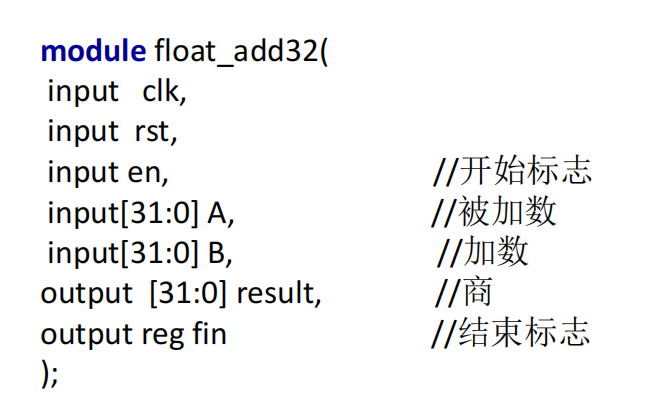 module float_add32(
input clk,
input rst,
input en, //开始标志
input[31:0] A, //被加数
input[31:0] B, //加数
output [31:0] result, //商
output reg fin //结束标志
);